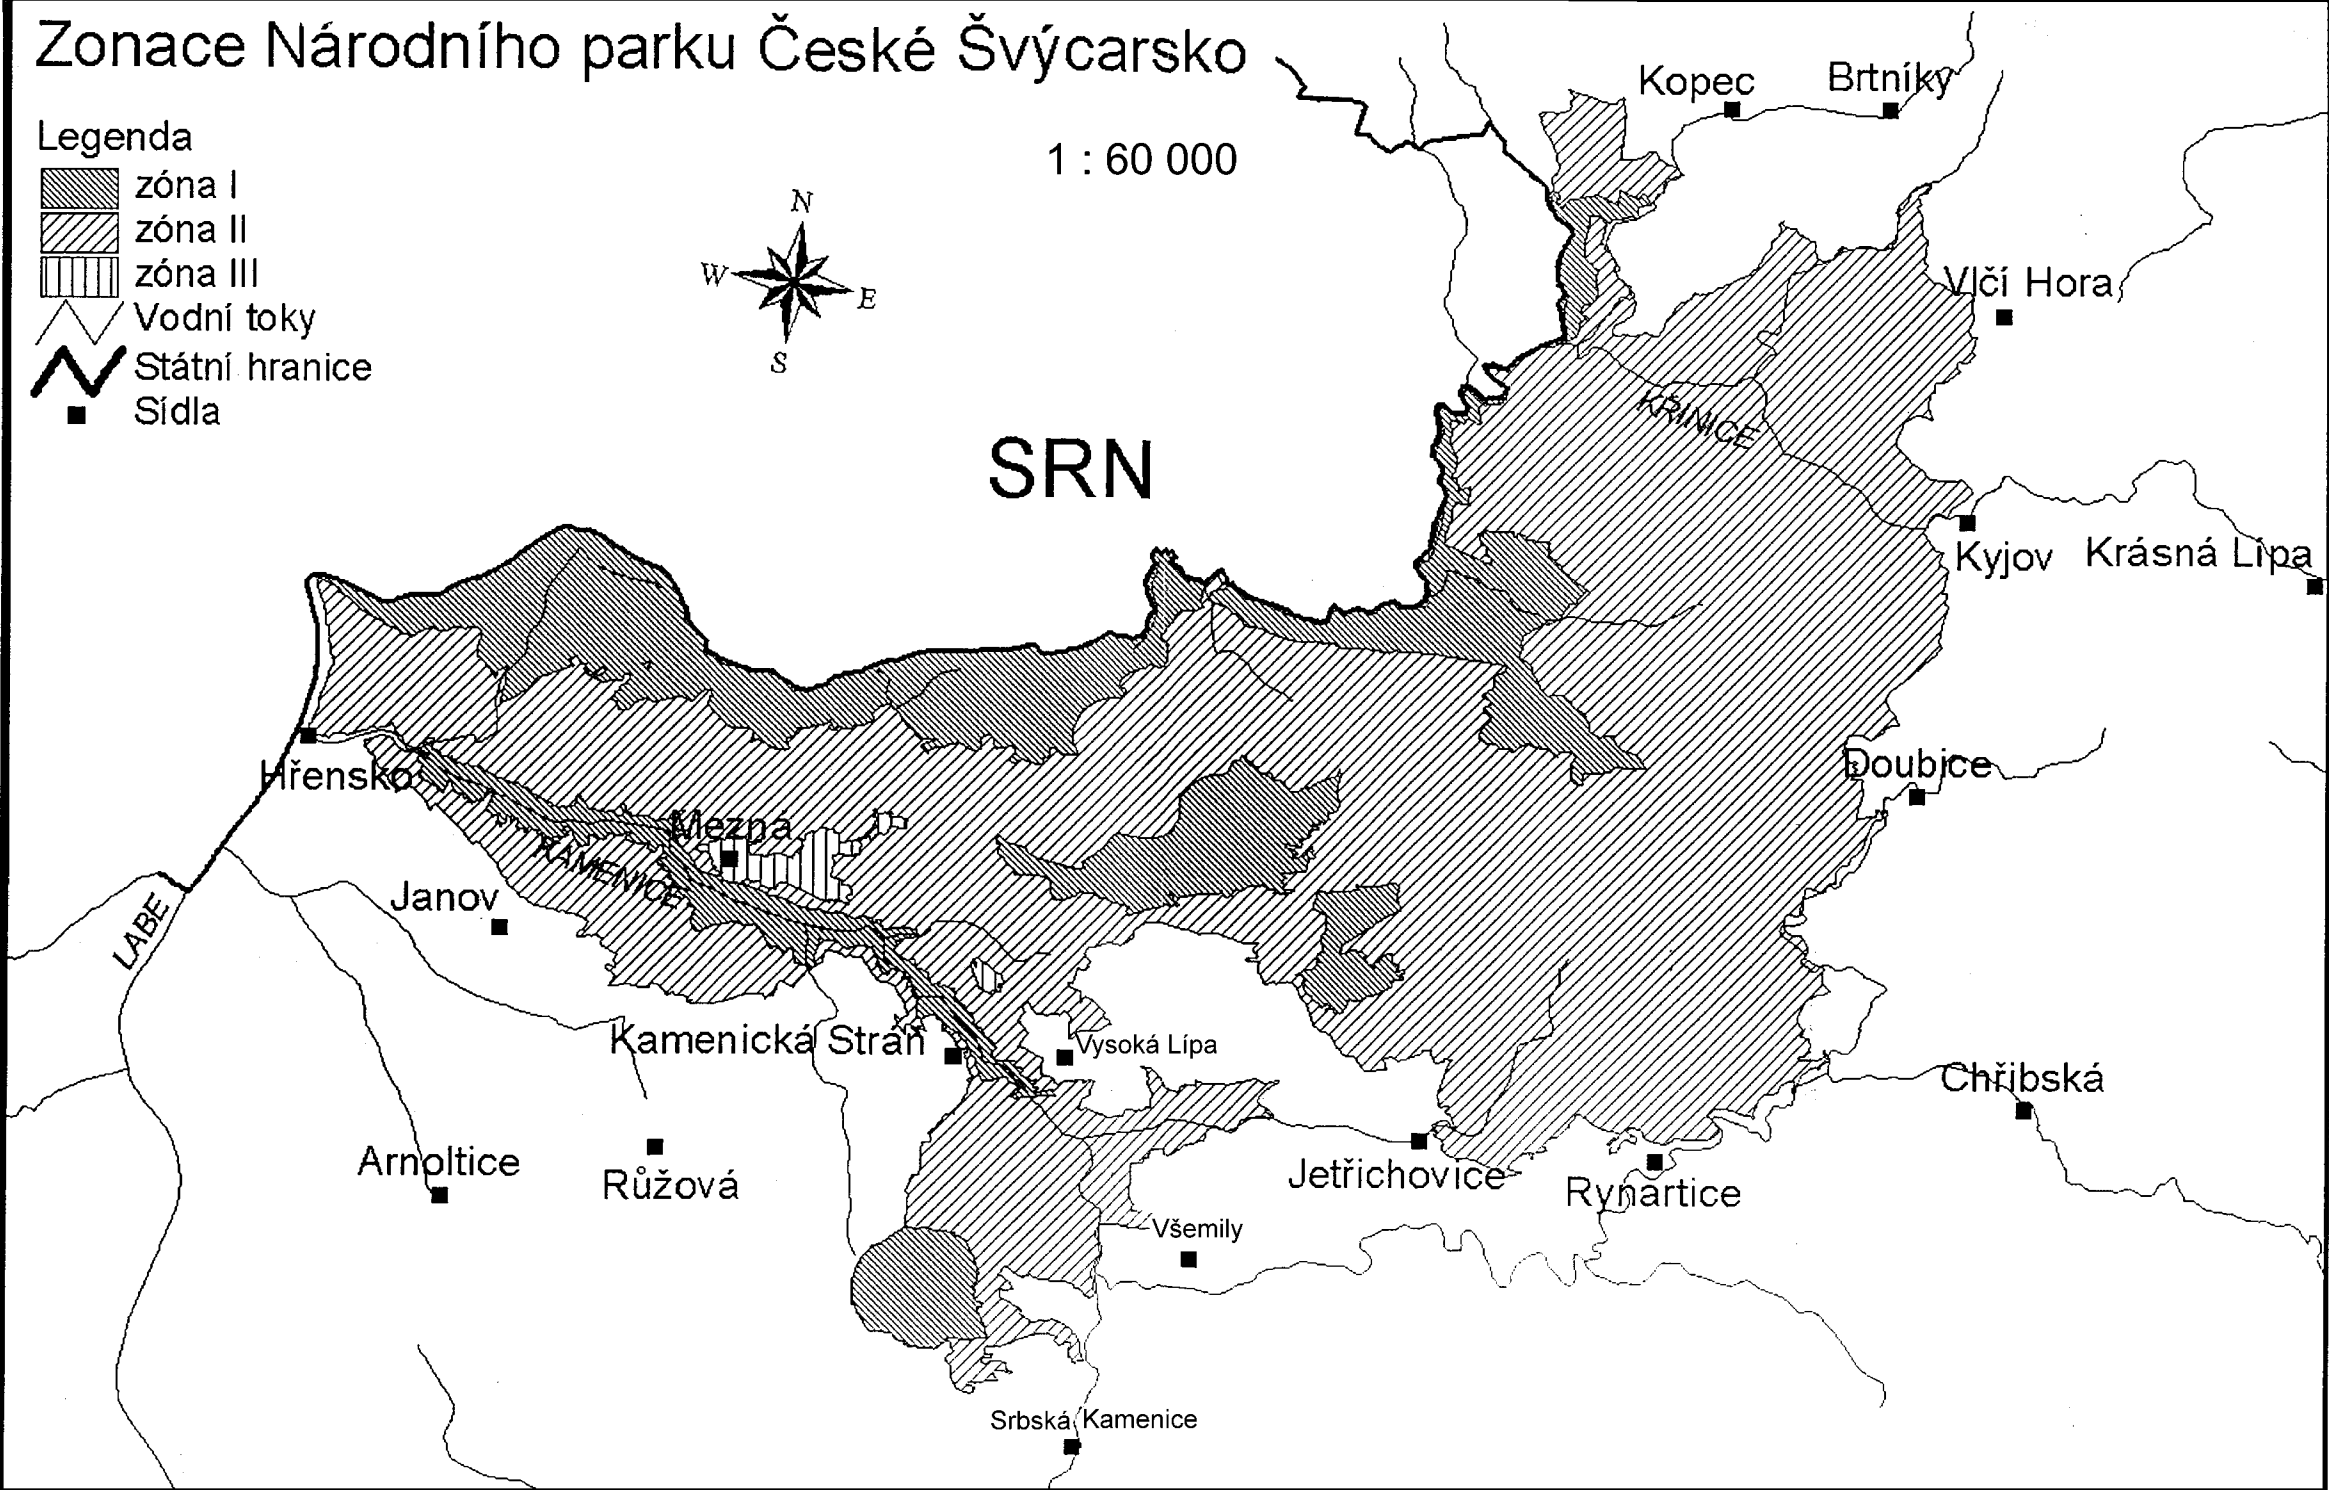 Zonace Národního parku České Švýcarsko
Legenda
zóna I
zóna II
zóna III
Vodní toky
Státní hranice
Sídla
1 : 60 000
N
W
E
S
SRN
Kopec
Brtníky
Vlčí Hora
KŘINICE
Kyjov
Krásná Lípa
Hřensko
Doubice
Mezná
KAMENICE
Janov
LABE
Kamenická Stráň
Vysoká Lípa
Chřibská
Arnoltice
Růžová
Jetřichovice
Rynartice
Všemily
Srbská Kamenice